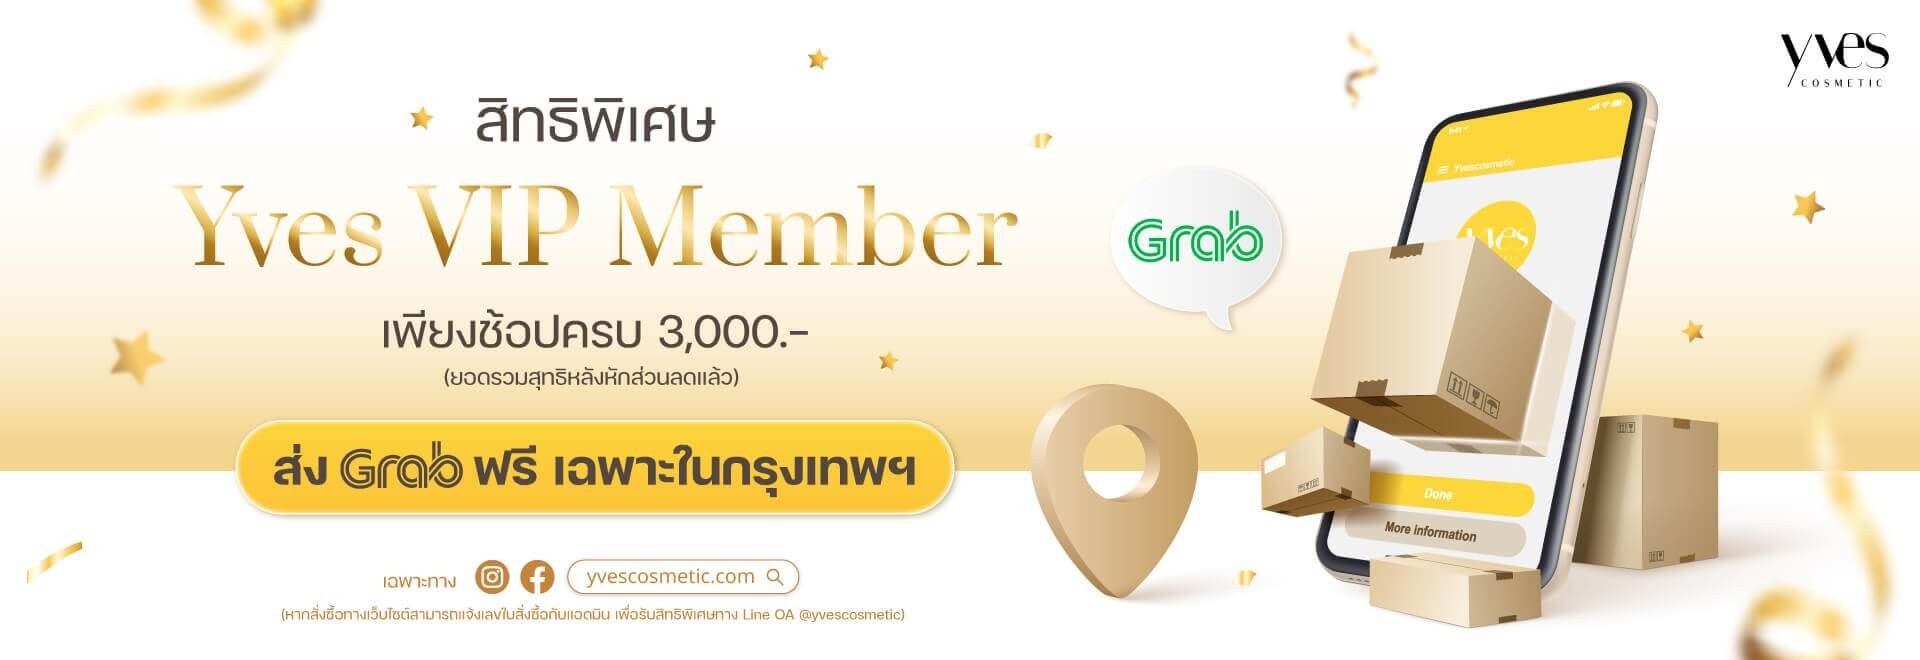 yves
COSMETIC
สิทธิพิเศษ
Yves VIP Member
เพียงช้อปครบ 3,000.-
(ยอดรวมสุทธิหลังหักส่วนลดแล้ว)
ส่ง Grab ฟรี เฉพาะในกรุงเทพฯ
เฉพาะทาง yvescosmetic.com
(หากสั่งซื้อทางเว็บไซต์สามารถแจ้งเลขใบสั่งซื้อกับแอดมิน เพื่อรับสิทธิพิเศษทาง Line OA @yvescosmetic)
Grab
9:41
Yvescosmetic
yves
Done
More information